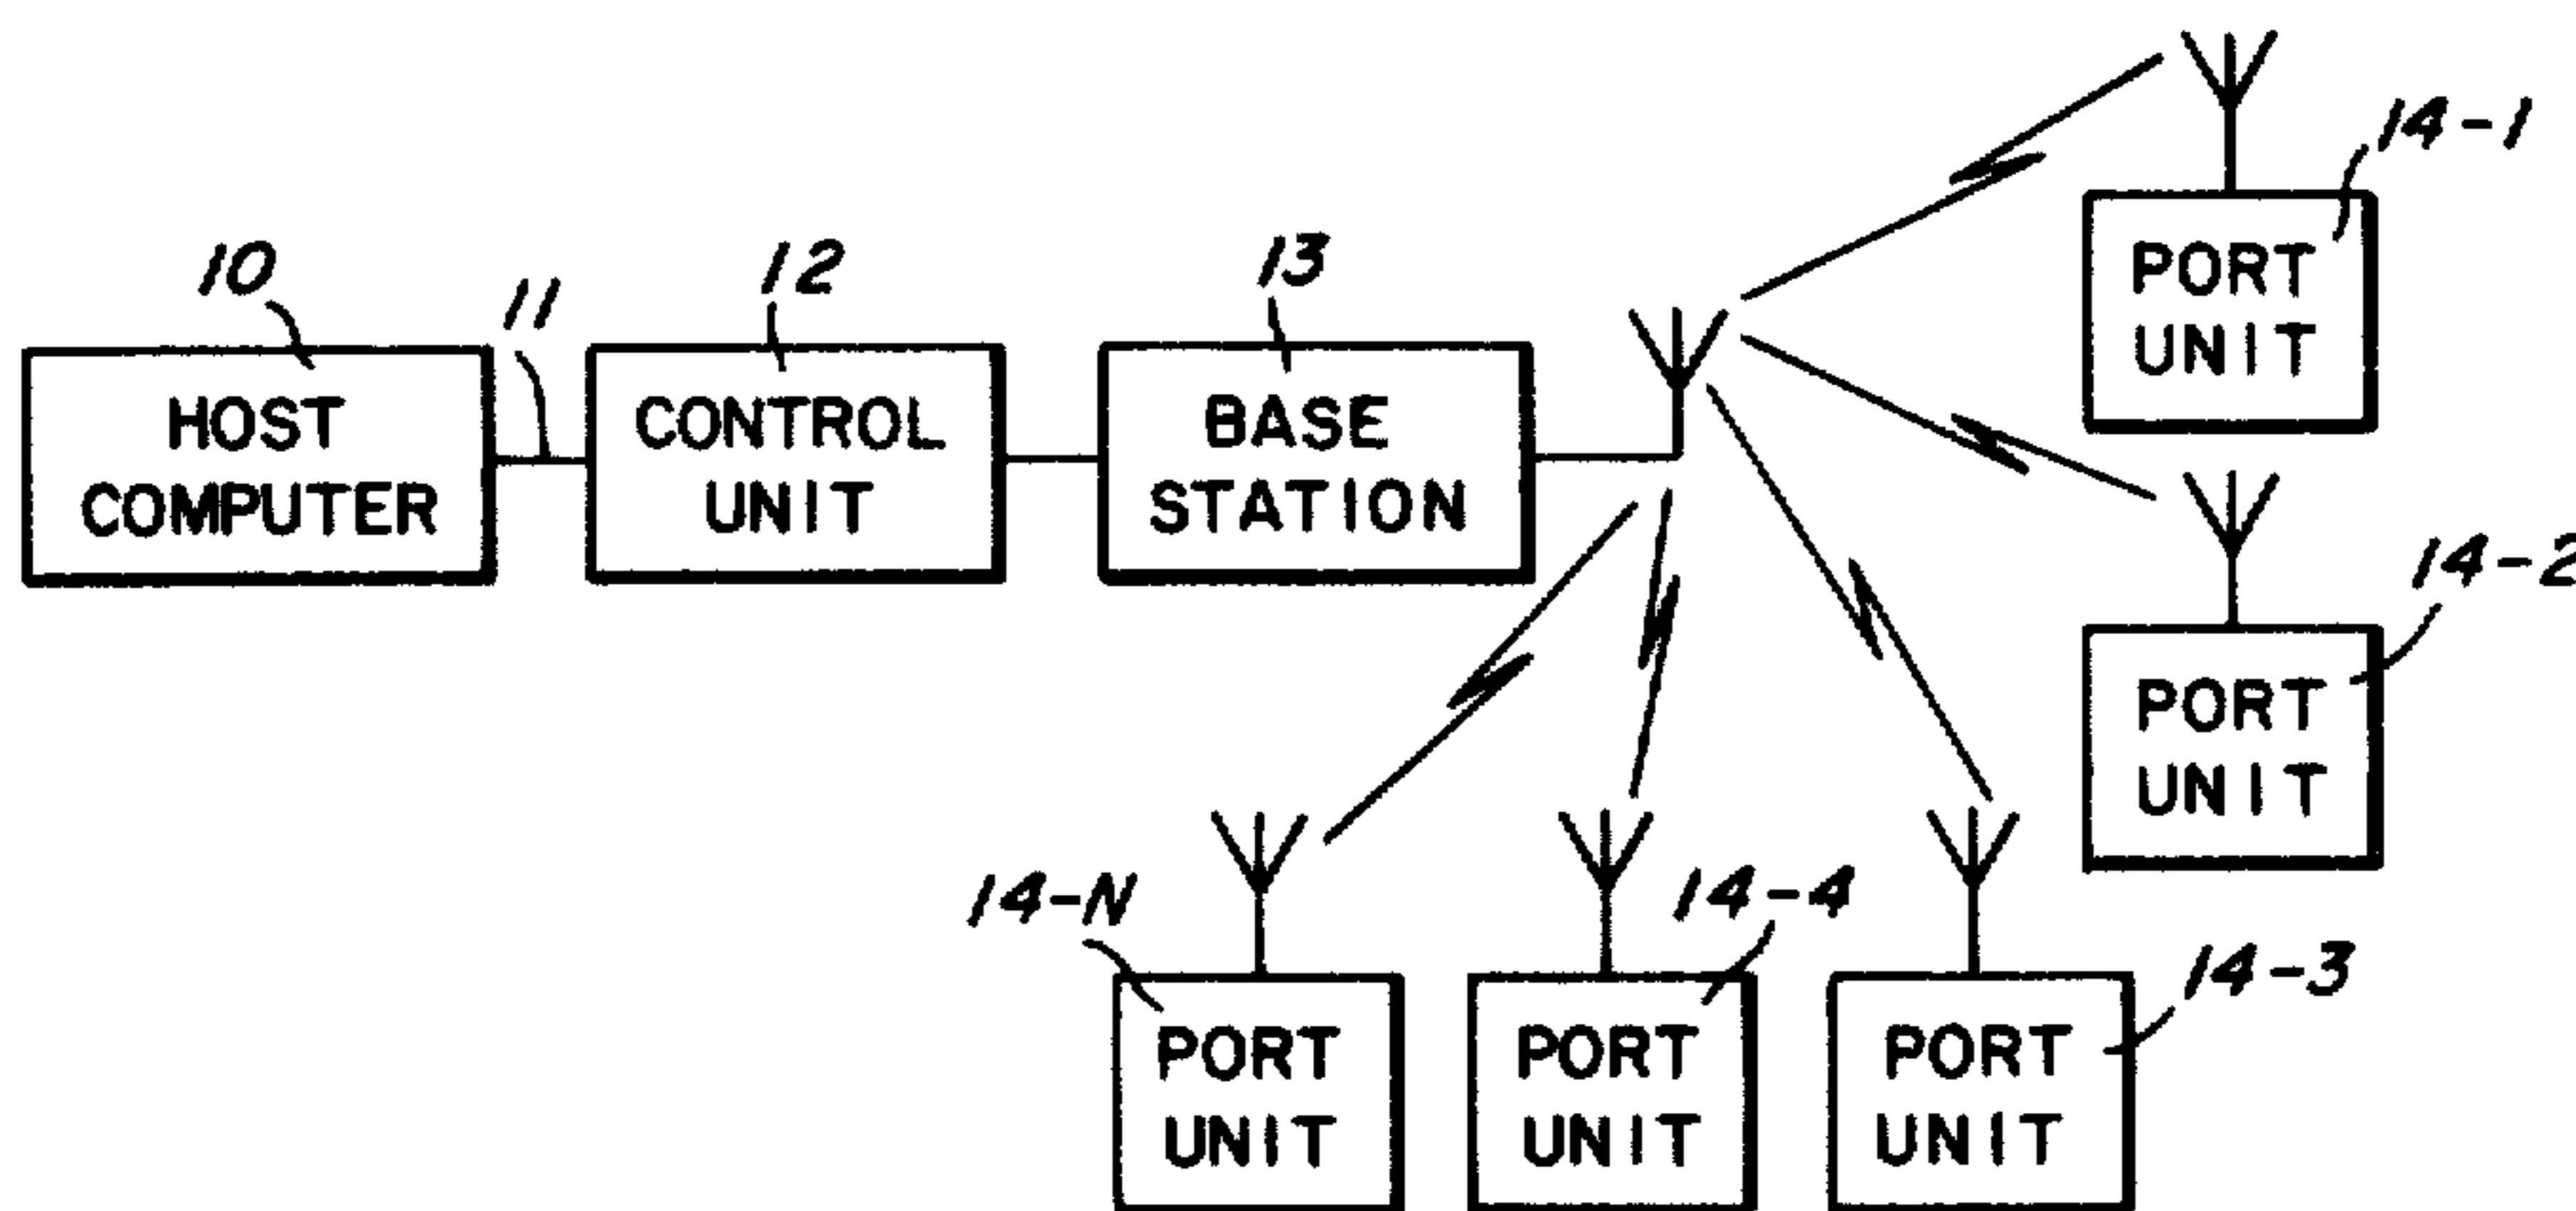 10
11
12
13
HOST
COMPUTER
CONTROL
UNIT
BASE
STATION
14-1
PORT
UNIT
14-2
PORT
UNIT
14-N
PORT
UNIT
14-4
PORT
UNIT
14-3
PORT
UNIT